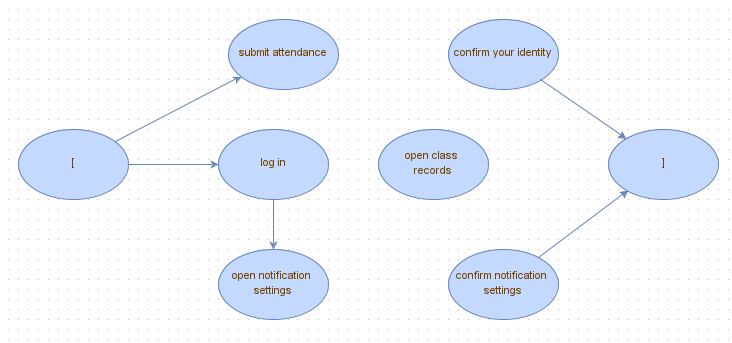 submit attendance
confirm your identity
[
log in
open class
records
]
open notification
settings
confirm notification
settings